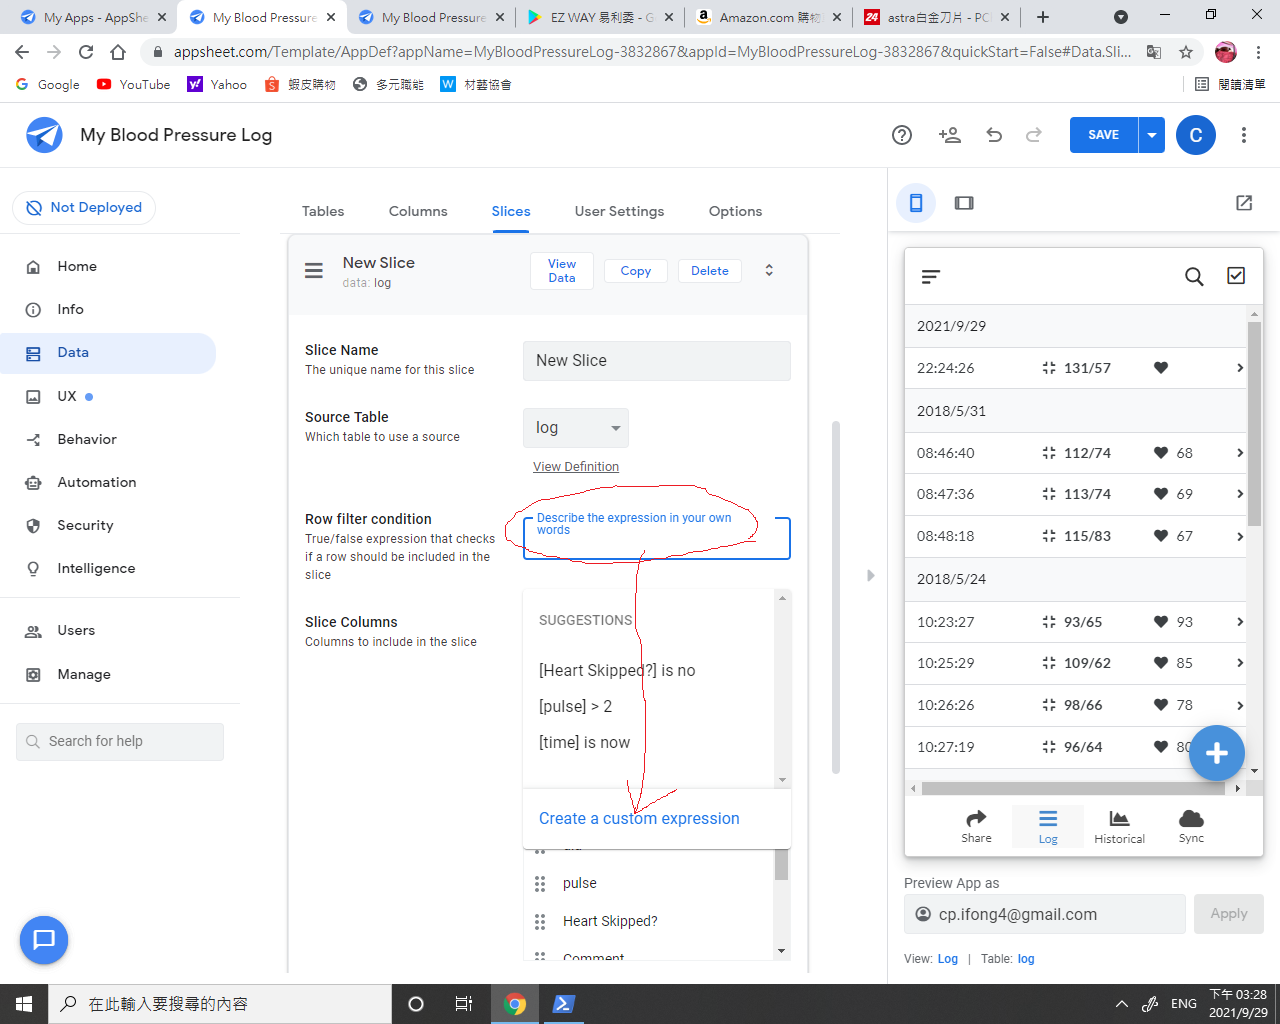 My Apps - AppShe
My Blood Pressure
My Blood Pressure
EZ WAY 易利委 - G
Amazon.com 購物
astra白金刀片 - PC
appsheet.com/Template/AppDef?appName=MyBloodPressureLog-3832867&appId=MyBloodPressureLog-3832867&quickStart=False#Data.Sli...
Google
YouTube
Yahoo
蝦皮購物
多元職能
材藝協會
閱讀清單
My Blood Pressure Log
SAVE
C
Not Deployed
Home
Info
Data
UX
Behavior
Automation
Security
Intelligence
Users
Manage
Search for help
Tables
Columns
Slices
User Settings
Options
New Slice
data: log
View Data
Copy
Delete
Slice Name
The unique name for this slice
New Slice
Source Table
Which table to use a source
log
View Definition
Row filter condition
True/false expression that checks
if a row should be included in the
slice
Describe the expression in your own
words
Slice Columns
Columns to include in the slice
SUGGESTIONS
[Heart Skipped?] is no
[pulse] > 2
[time] is now
Create a custom expression
pulse
Heart Skipped?
Comment
2021/9/29
22:24:26 131/57
2018/5/31
08:46:40 112/74 68
08:47:36 113/74 69
08:48:18 115/83 67
2018/5/24
10:23:27 93/65 93
10:25:29 109/62 85
10:26:26 98/66 78
10:27:19 96/64 80
Share
Log
Historical
Sync
Preview App as
cp.ifong4@gmail.com
Apply
View: Log | Table: log
在此輸入要搜尋的內容
ENG
下午 03:28
2021/9/29